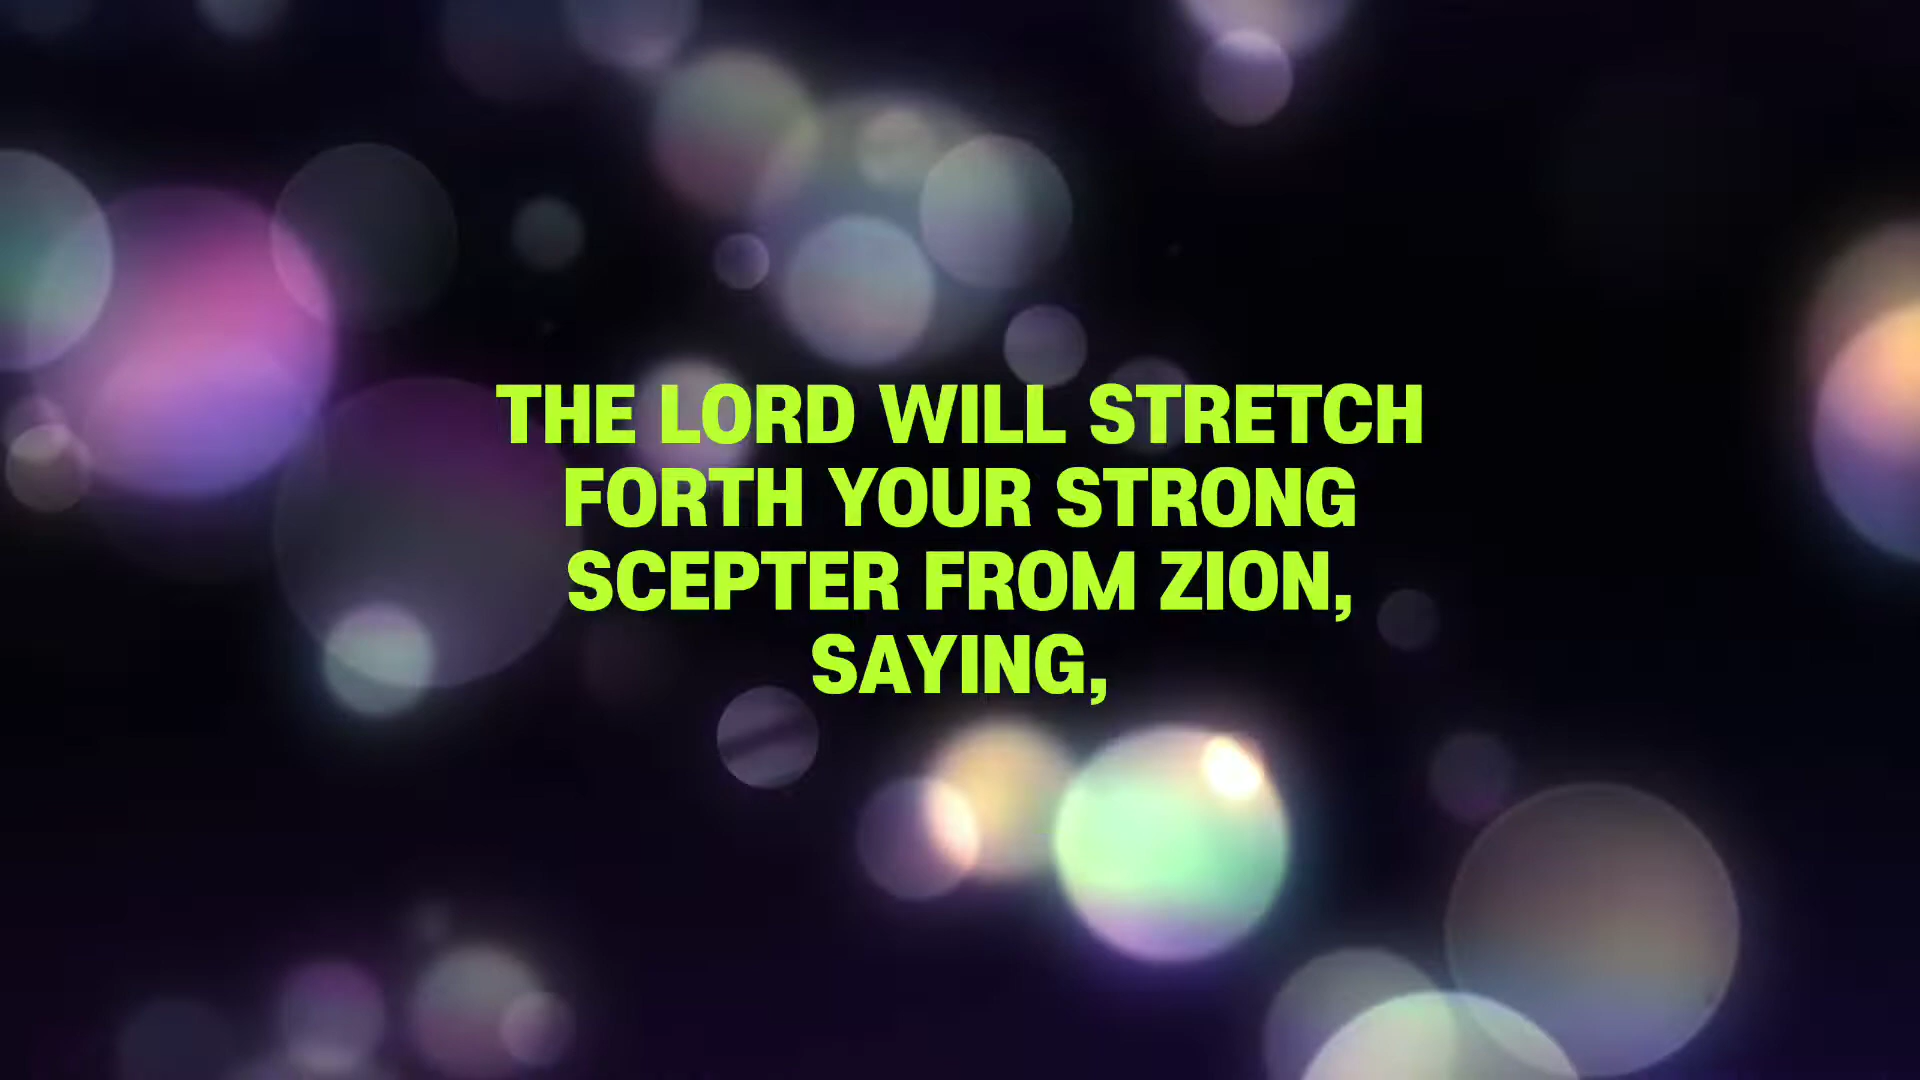 THE LORD WILL STRETCH
FORTH YOUR STRONG
SCEPTER FROM ZION,
SAYING,